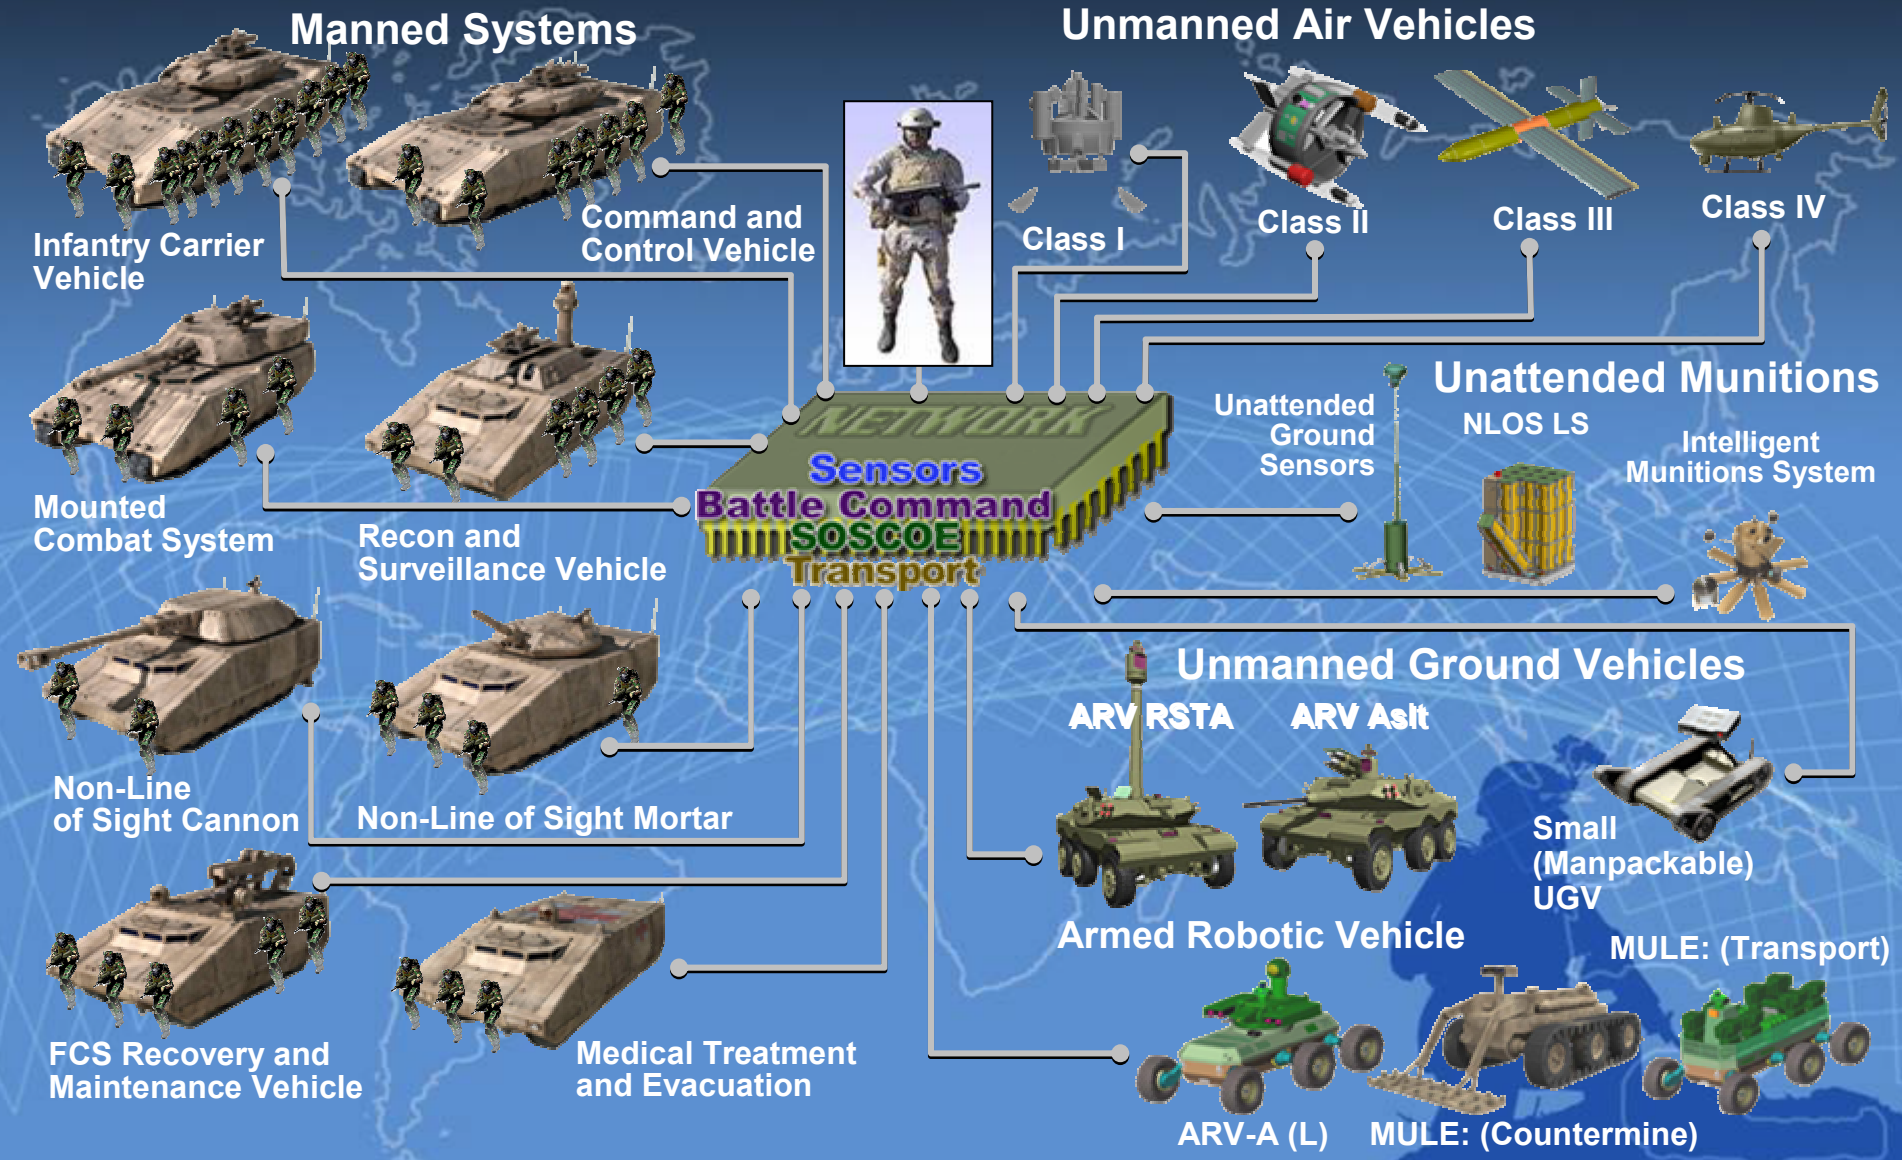 Manned Systems
Unmanned Air Vehicles
Infantry Carrier
Vehicle
Command and
Control Vehicle
Class I
Class II
Class III
Class IV
Mounted
Combat System
Recon and
Surveillance Vehicle
NETWORK
Sensors
Battle Command
SOSCOE
Transport
Unattended
Ground
Sensors
Unattended Munitions
NLOS LS
Intelligent
Munitions System
Non-Line
of Sight Cannon
Non-Line of Sight Mortar
Unmanned Ground Vehicles
ARV RSTA
ARV Aslt
Small
(Manpackable)
UGV
Armed Robotic Vehicle
MULE: (Transport)
FCS Recovery and
Maintenance Vehicle
Medical Treatment
and Evacuation
ARV-A (L)
MULE: (Countermine)